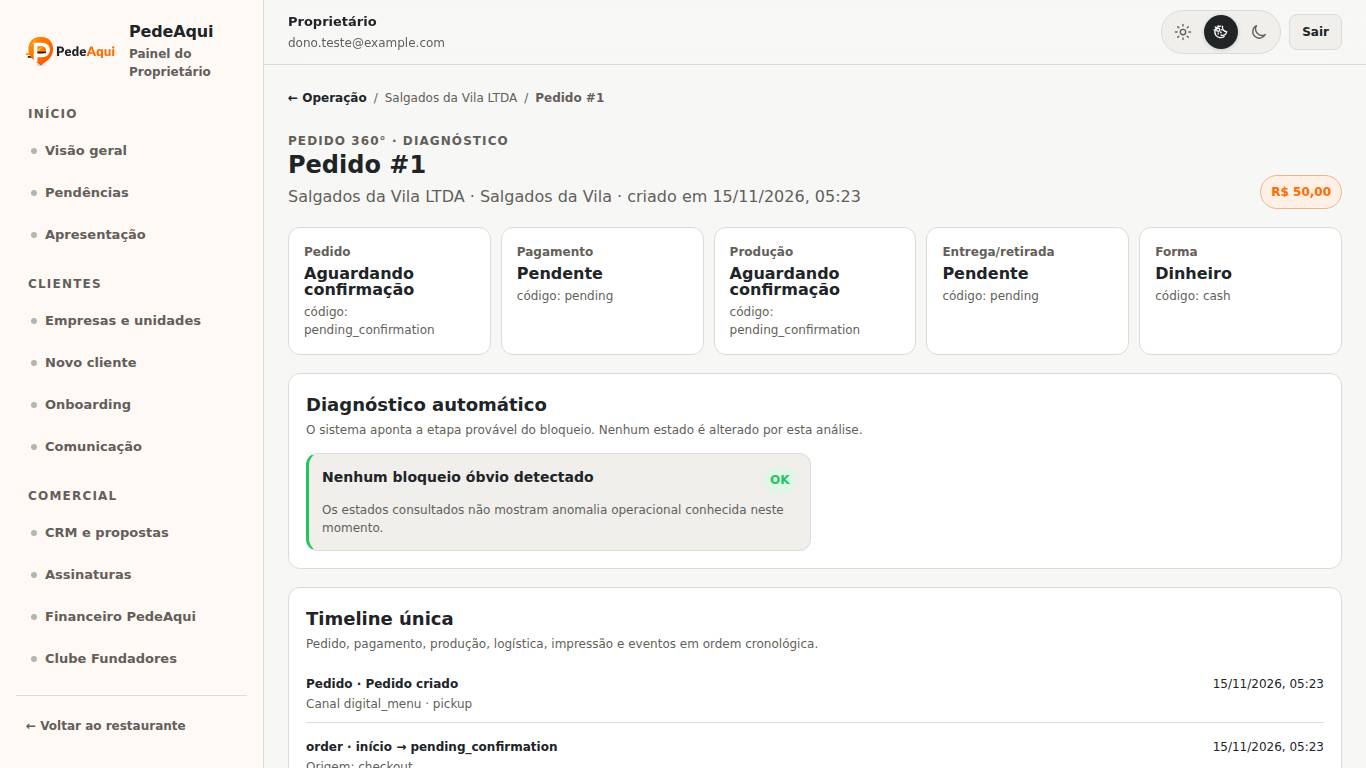 PedeAqui
PedeAqui
Painel do
Proprietário
INÍCIO
Visão geral
Pendências
Apresentação
CLIENTES
Empresas e unidades
Novo cliente
Onboarding
Comunicação
COMERCIAL
CRM e propostas
Assinaturas
Financeiro PedeAqui
Clube Fundadores
← Voltar ao restaurante
Proprietário
dono.teste@example.com
Sair
← Operação / Salgados da Vila LTDA / Pedido #1
PEDIDO 360° · DIAGNÓSTICO
Pedido #1
Salgados da Vila LTDA · Salgados da Vila · criado em 15/11/2026, 05:23
R$ 50,00
Pedido
Aguardando
confirmação
código:
pending_confirmation
Pagamento
Pendente
código: pending
Produção
Aguardando
confirmação
código:
pending_confirmation
Entrega/retirada
Pendente
código: pending
Forma
Dinheiro
código: cash
Diagnóstico automático
O sistema aponta a etapa provável do bloqueio. Nenhum estado é alterado por esta análise.
Nenhum bloqueio óbvio detectado
OK
Os estados consultados não mostram anomalia operacional conhecida neste
momento.
Timeline única
Pedido, pagamento, produção, logística, impressão e eventos em ordem cronológica.
Pedido · Pedido criado
15/11/2026, 05:23
Canal digital_menu · pickup
order · início → pending_confirmation
15/11/2026, 05:23
Origem: checkout